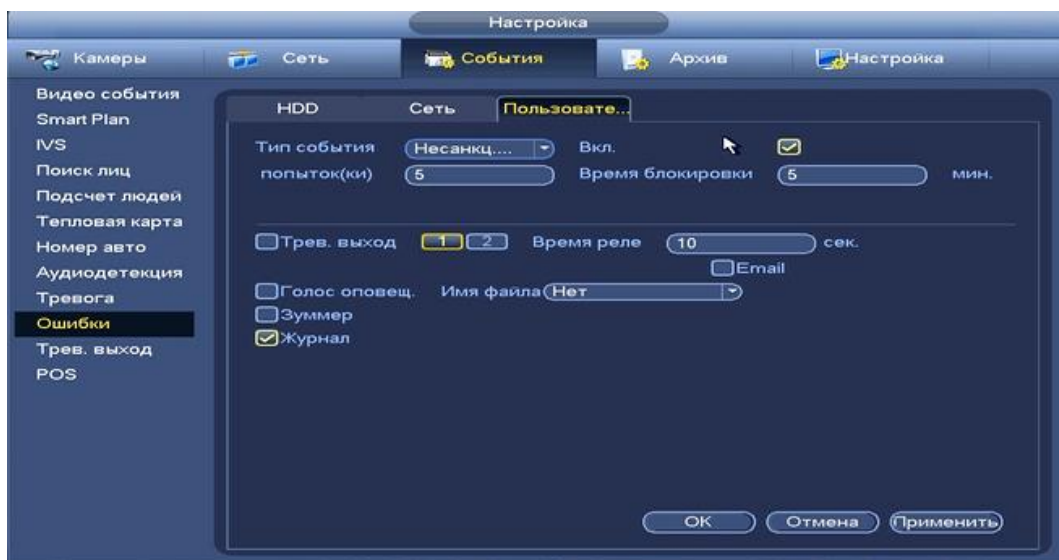 Настройка
Камеры Сеть События Архив Настройка
Видео события
Smart Plan
IVS
Поиск лиц
Подсчет людей
Тепловая карта
Номер авто
Аудиодетекция
Тревога
Ошибки
Трев. выход
POS
HDD Сеть Пользовате...
Тип события Несанкц.... Вкл.
попыток(ки) 5 Время блокировки 5 мин.
Трев. выход 1 2 Время реле 10 сек.
Email
Голос оповещ. Имя файла Нет
Зуммер
Журнал
OK Отмена Применить